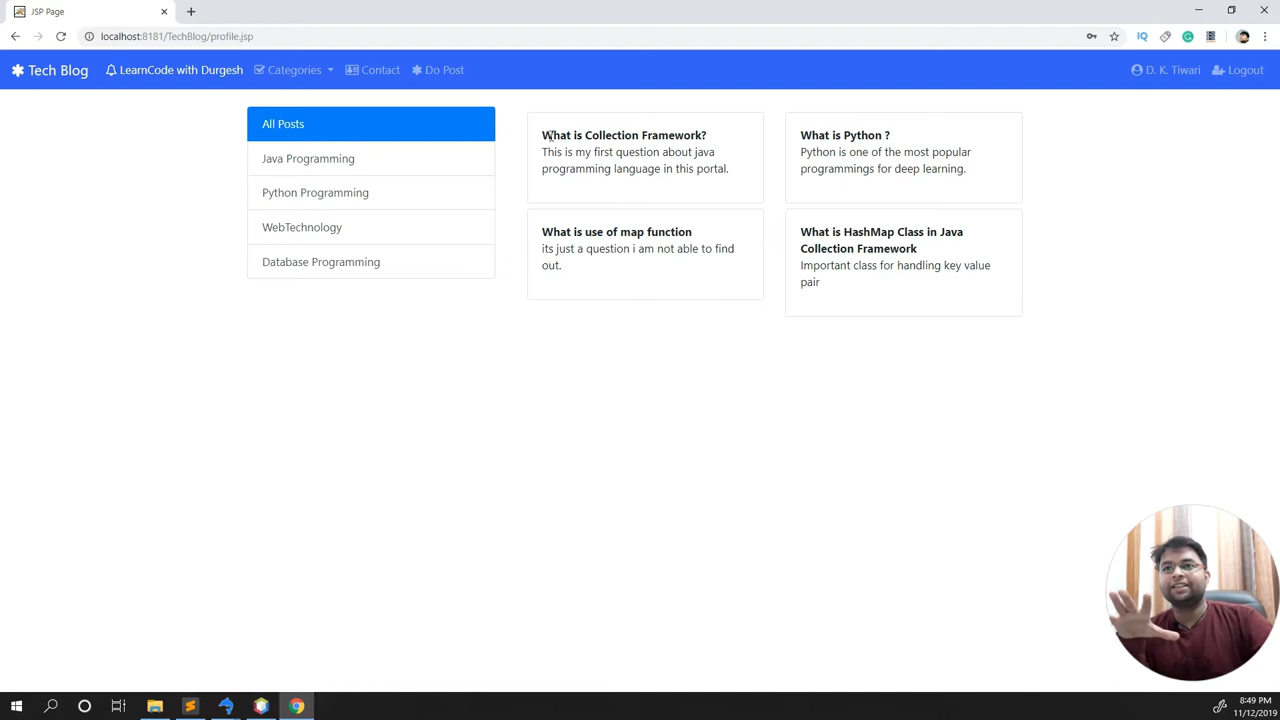 JSP Page
localhost:8181/TechBlog/profile.jsp
Tech Blog LearnCode with Durgesh Categories Contact Do Post D. K. Tiwari Logout
All Posts
Java Programming
Python Programming
WebTechnology
Database Programming
What is Collection Framework?
This is my first question about java
programming language in this portal.
What is Python ?
Python is one of the most popular
programmings for deep learning.
What is use of map function
its just a question i am not able to find
out.
What is HashMap Class in Java
Collection Framework
Important class for handling key value
pair
8:49 PM
11/12/2019